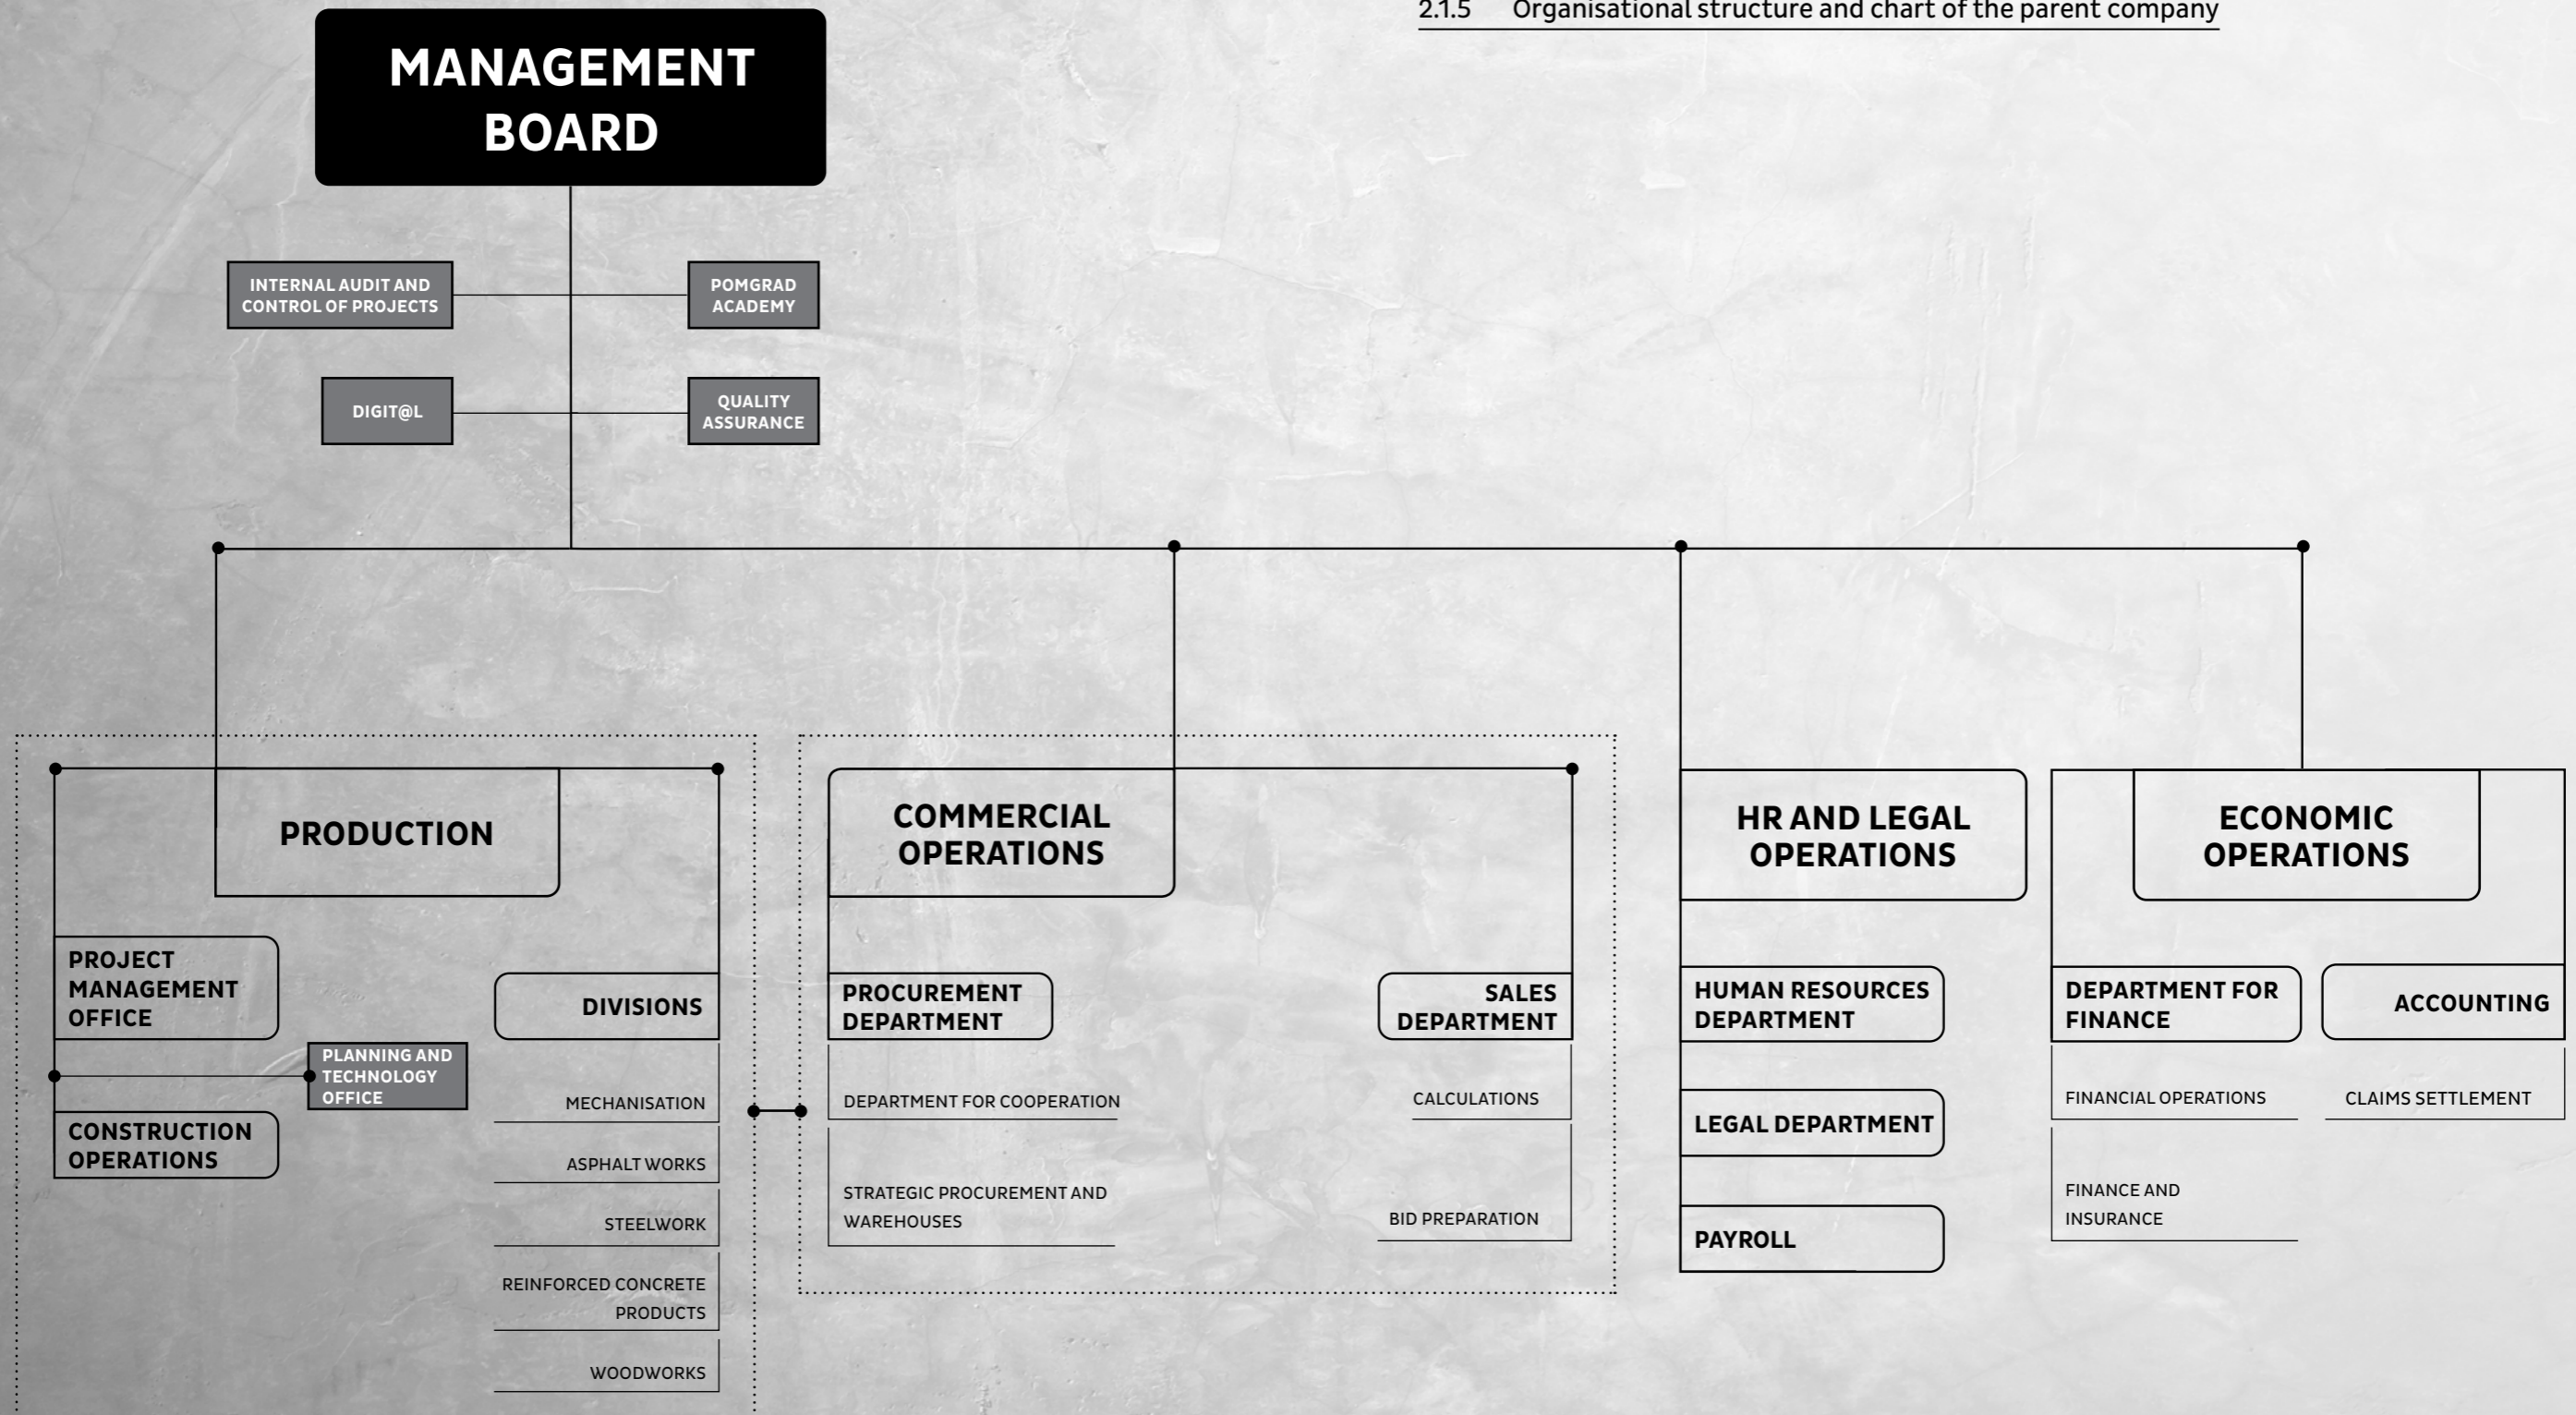 2.1.5 Organisational structure and chart of the parent company
MANAGEMENT
BOARD
INTERNAL AUDIT AND
CONTROL OF PROJECTS
POMGRAD
ACADEMY
DIGIT@L
QUALITY
ASSURANCE
PRODUCTION
PROJECT
MANAGEMENT
OFFICE
PLANNING AND
TECHNOLOGY
OFFICE
CONSTRUCTION
OPERATIONS
DIVISIONS
MECHANISATION
ASPHALT WORKS
STEELWORK
REINFORCED CONCRETE
PRODUCTS
WOODWORKS
COMMERCIAL
OPERATIONS
PROCUREMENT
DEPARTMENT
DEPARTMENT FOR COOPERATION
STRATEGIC PROCUREMENT AND
WAREHOUSES
SALES
DEPARTMENT
CALCULATIONS
BID PREPARATION
HR AND LEGAL
OPERATIONS
HUMAN RESOURCES
DEPARTMENT
LEGAL DEPARTMENT
PAYROLL
ECONOMIC
OPERATIONS
DEPARTMENT FOR
FINANCE
FINANCIAL OPERATIONS
FINANCE AND
INSURANCE
ACCOUNTING
CLAIMS SETTLEMENT